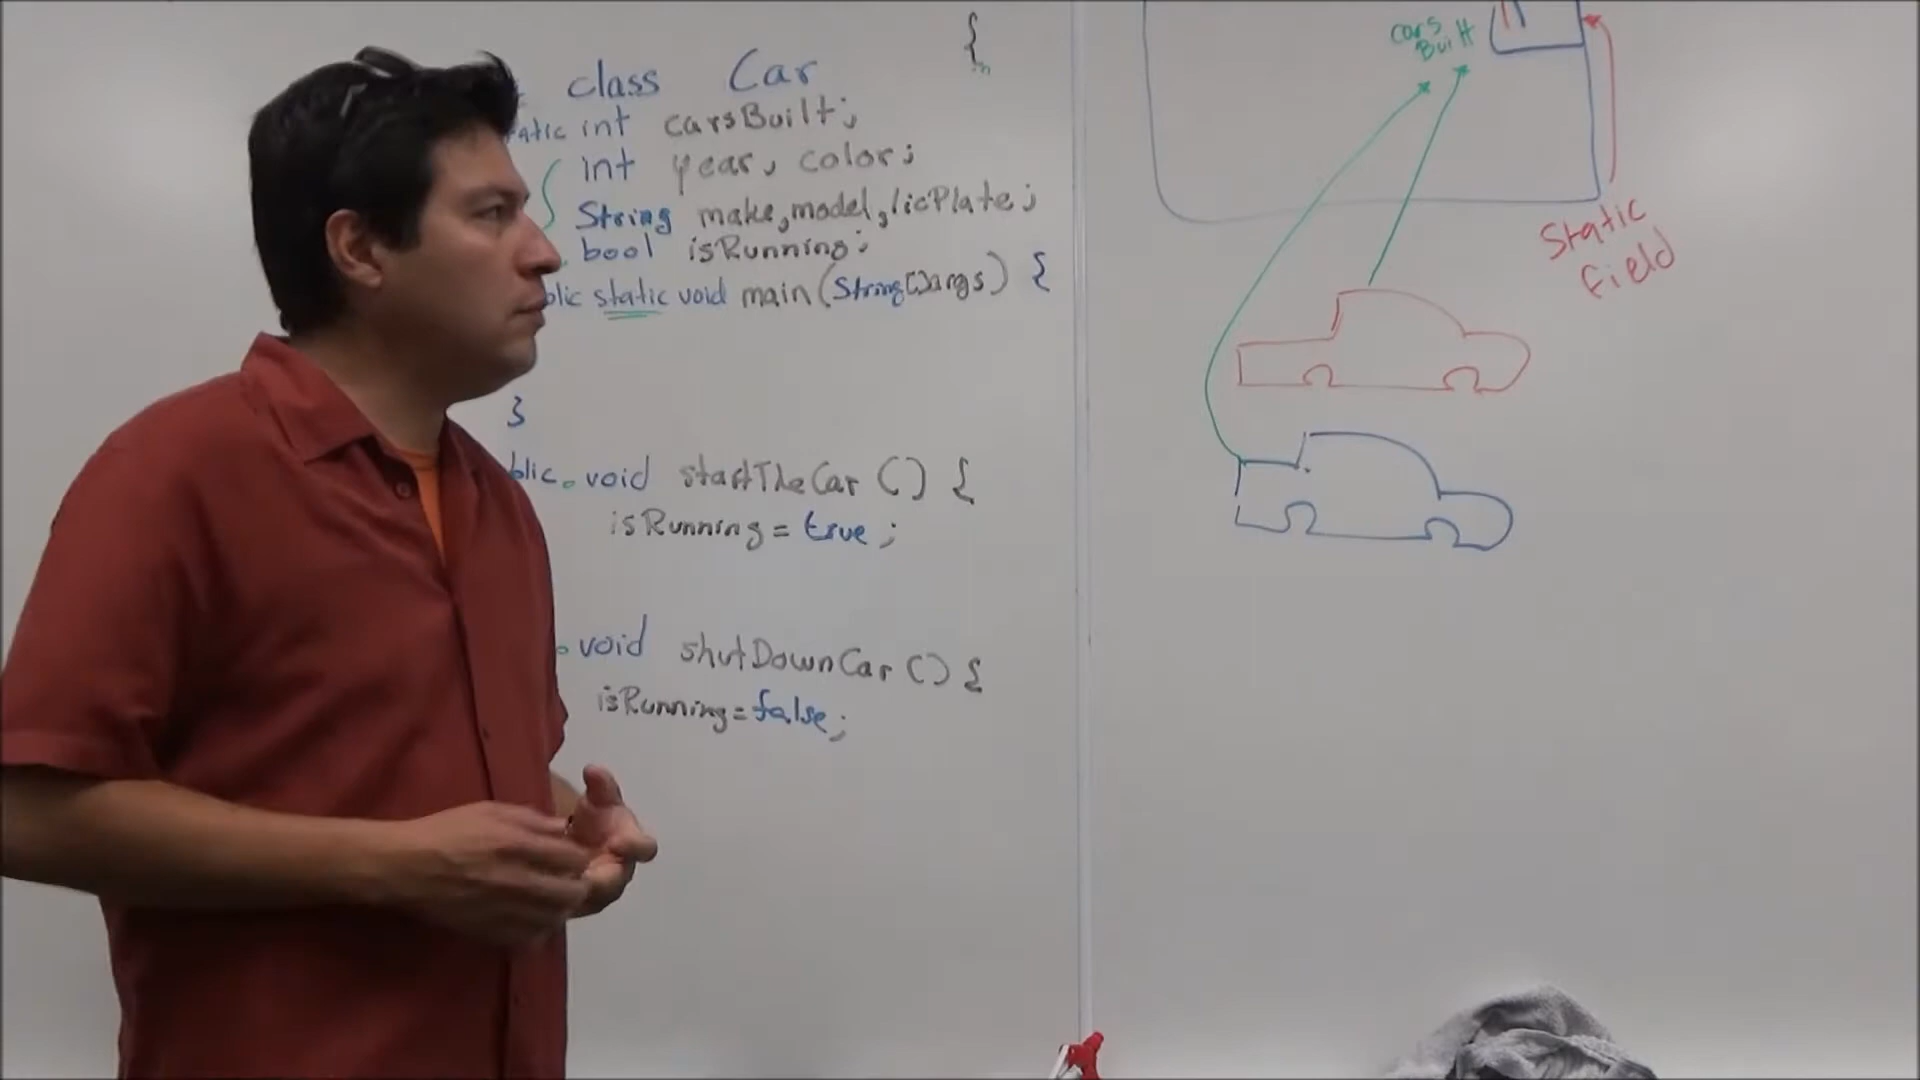 class Car {
int carsBuilt;
int year, color;
String make, model, licPlate;
bool isRunning;
static void main(String[] args) {
}
void startTheCar () {
isRunning = true;
void shutDownCar () {
isRunning = false;
cars
Built
static
field